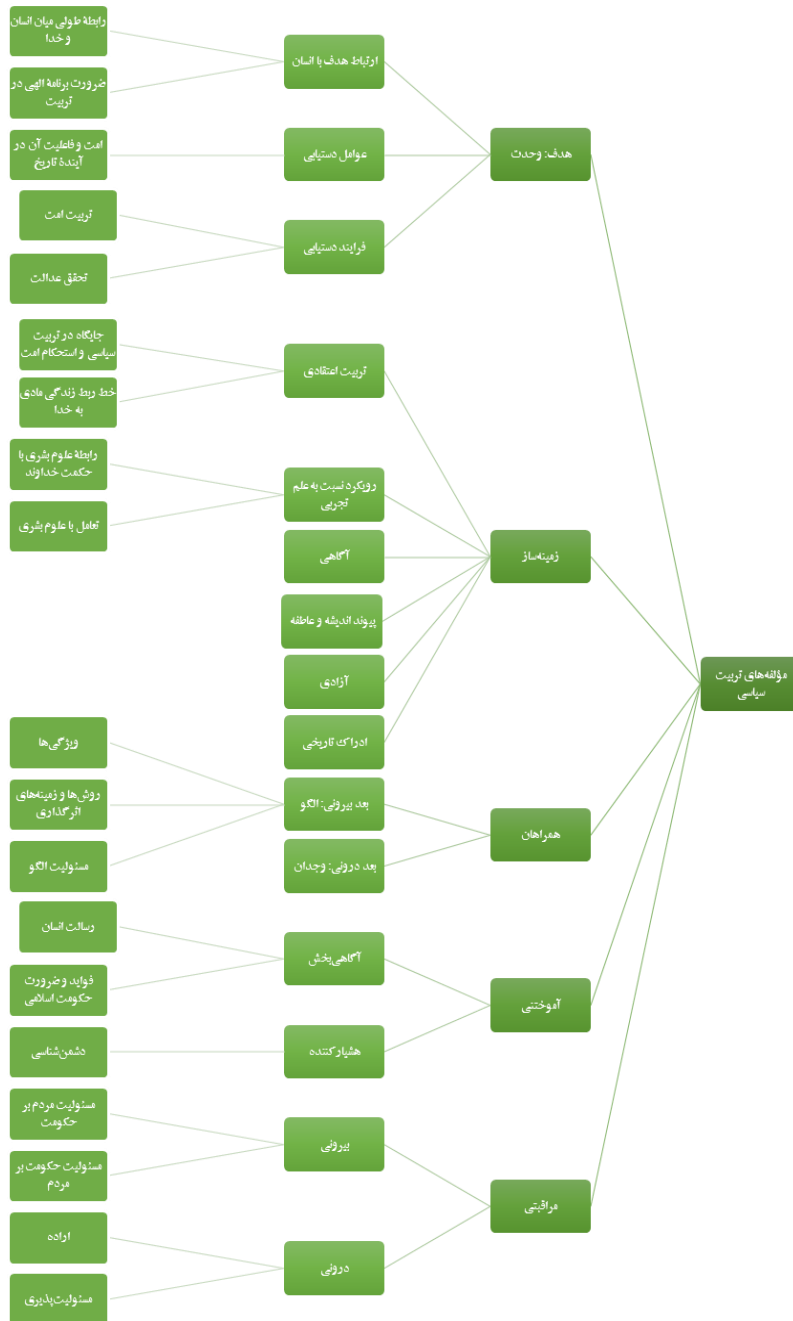 مؤلفه‌های تربیت
سیاسی
هدف: وحدت
ارتباط هدف با انسان
رابطهٔ طولی میان انسان
و خدا
ضرورت برنامهٔ الهی در
تربیت
عوامل دستیابی
امت و فاعلیت آن در
آیندهٔ تاریخ
فرایند دستیابی
تربیت امت
تحقق عدالت
زمینه‌ساز
تربیت اعتقادی
جایگاه در تربیت
سیاسی و استحکام امت
خط ربط زندگی مادی
به خدا
رویکرد نسبت به علم
تجربی
رابطهٔ علوم بشری با
حکمت خداوند
تعامل با علوم بشری
آگاهی
پیوند اندیشه و عاطفه
آزادی
ادراک تاریخی
همراهان
بعد بیرونی: الگو
ویژگی‌ها
روش‌ها و زمینه‌های
اثرگذاری
مسئولیت الگو
بعد درونی: وجدان
آموختنی
آگاهی‌بخش
رسالت انسان
فواید و ضرورت
حکومت اسلامی
هشیارکننده
دشمن‌شناسی
مراقبتی
بیرونی
مسئولیت مردم بر
حکومت
مسئولیت حکومت بر
مردم
درونی
اراده
مسئولیت‌پذیری